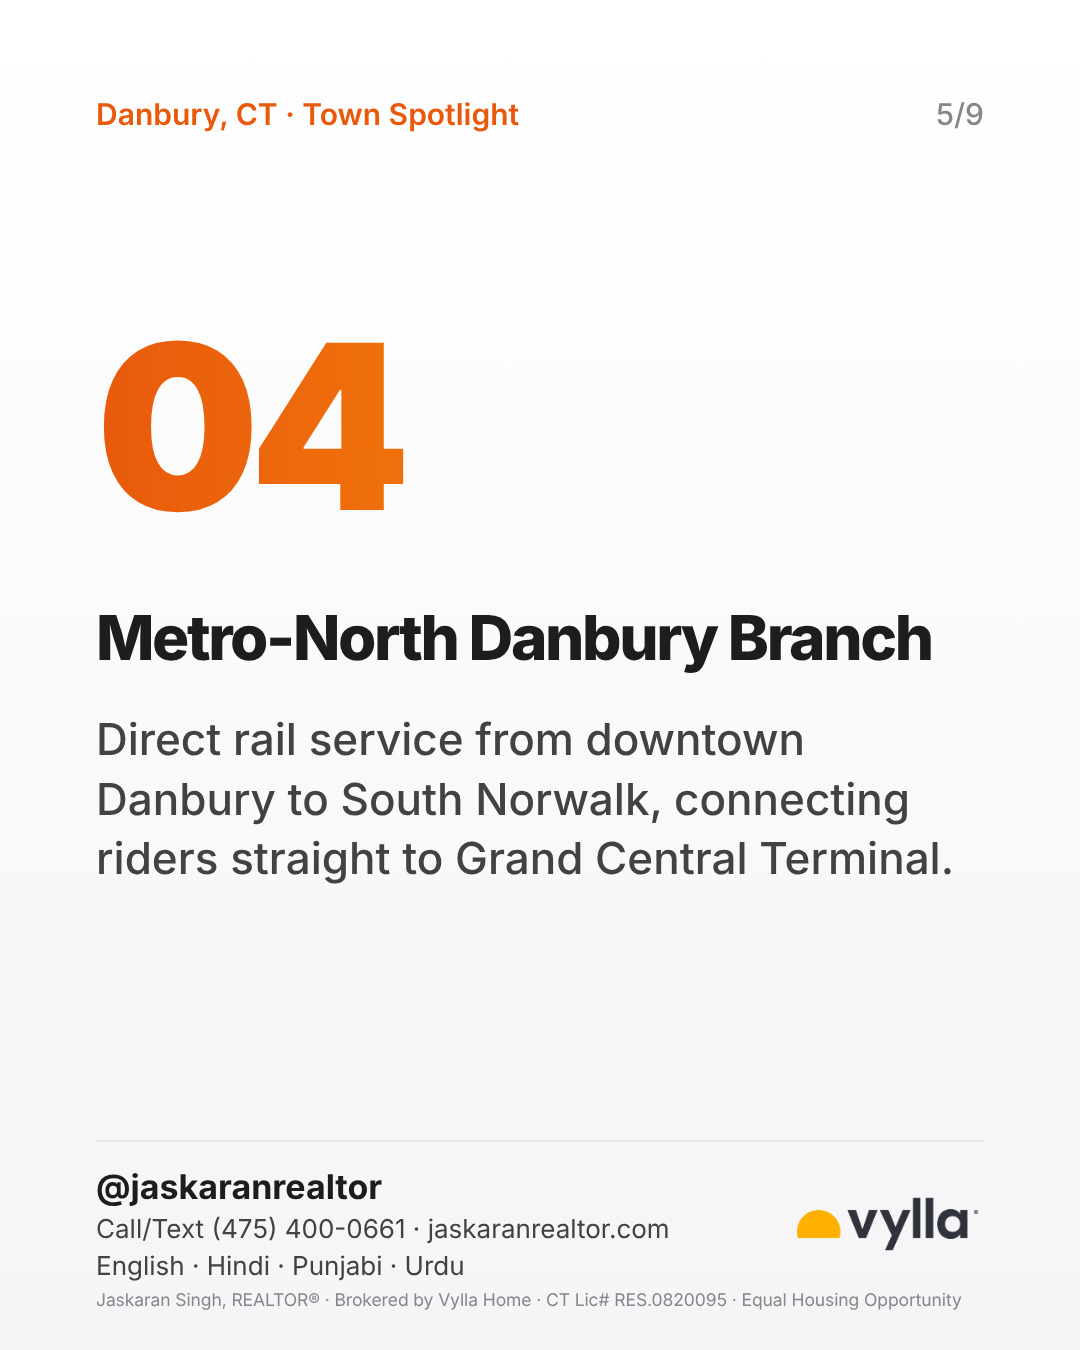 Danbury, CT · Town Spotlight
5/9
04
Metro-North Danbury Branch
Direct rail service from downtown
Danbury to South Norwalk, connecting
riders straight to Grand Central Terminal.
@jaskaranrealtor
Call/Text (475) 400-0661 · jaskaranrealtor.com
English · Hindi · Punjabi · Urdu
Jaskaran Singh, REALTOR® · Brokered by Vylla Home · CT Lic# RES.0820095 · Equal Housing Opportunity
vylla